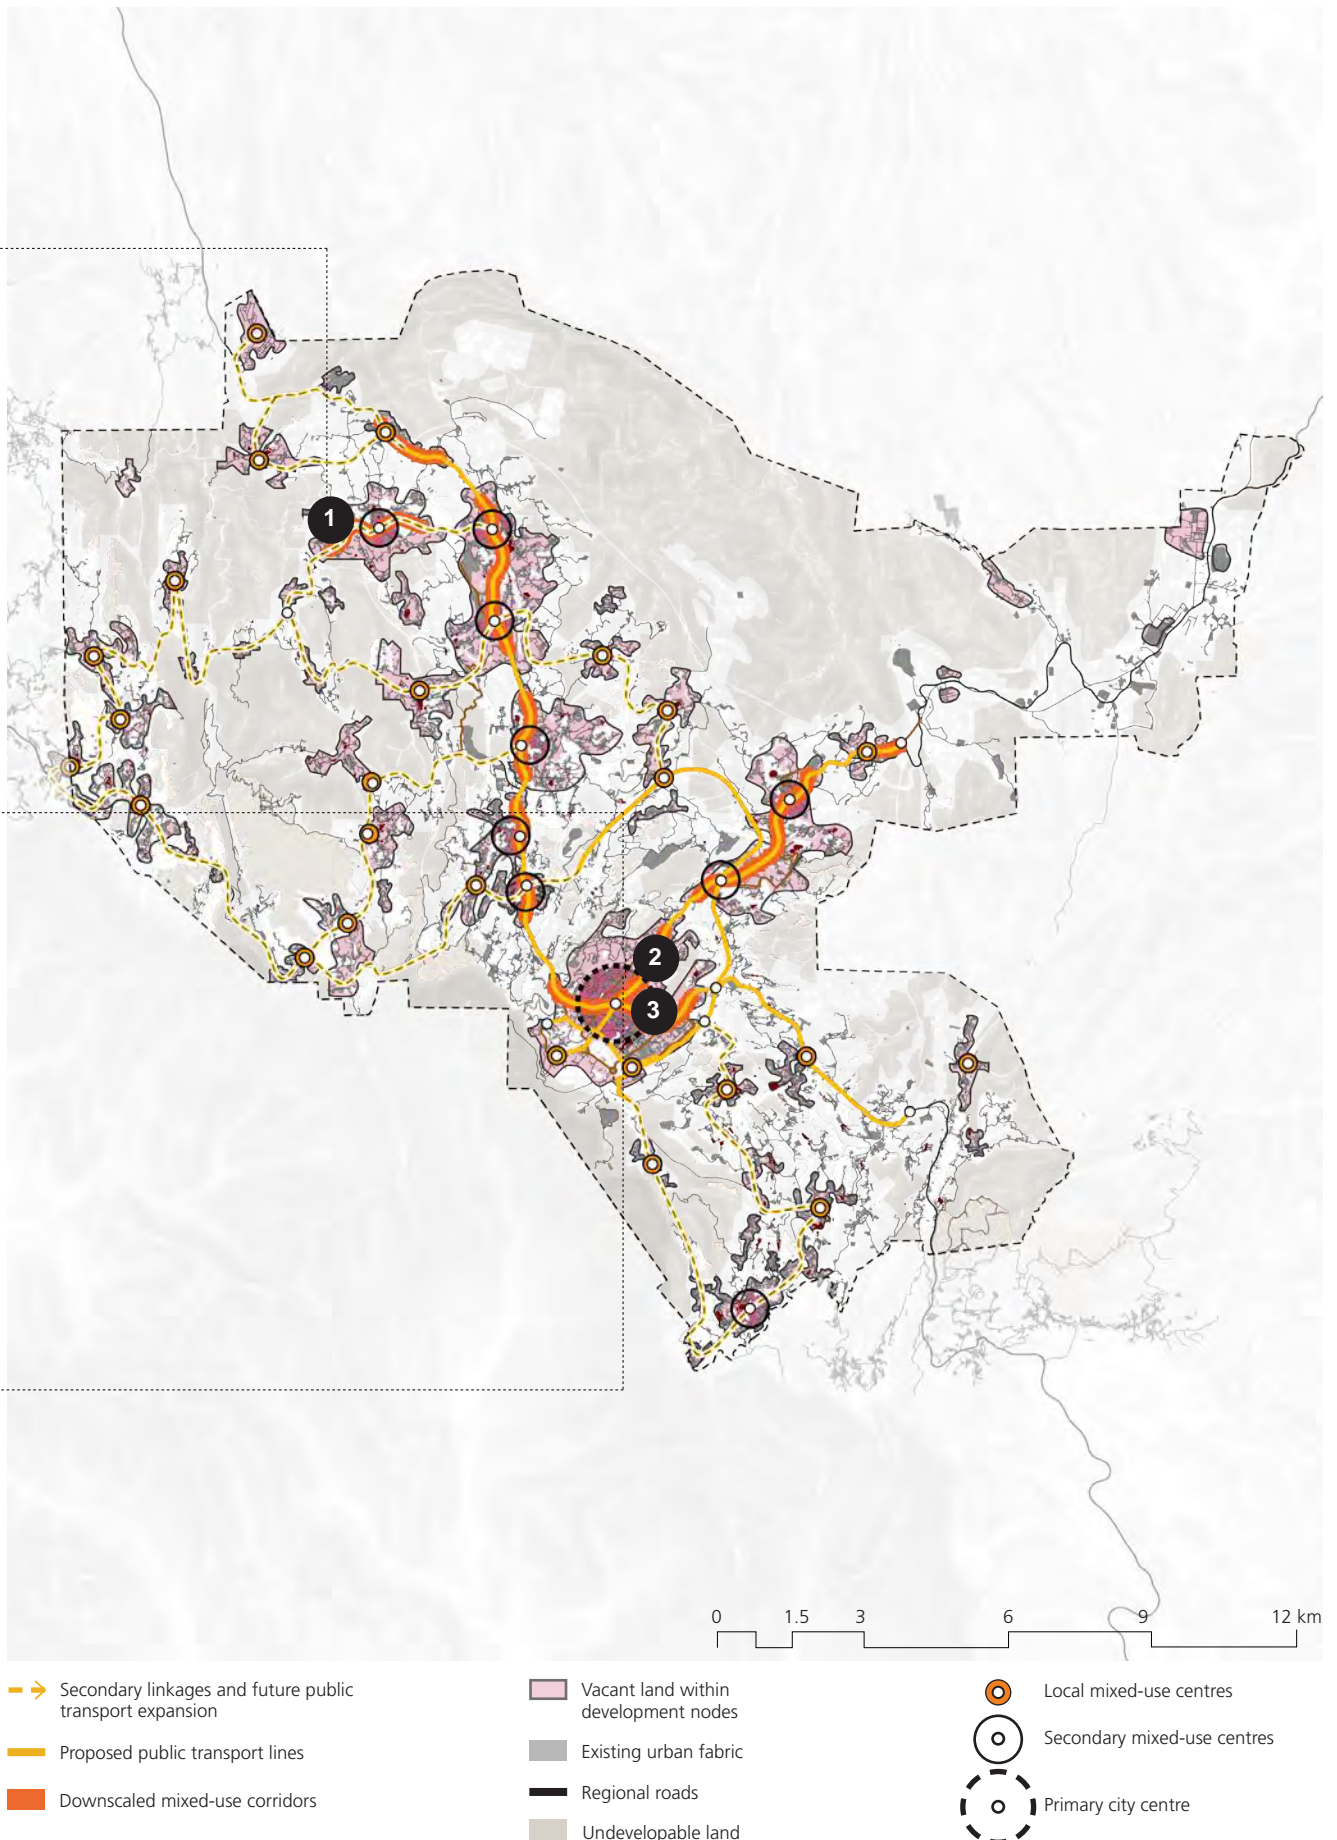 1
2
3
0 1.5 3 6 9 12 km
Secondary linkages and future public
transport expansion
Proposed public transport lines
Downscaled mixed-use corridors
Vacant land within
development nodes
Existing urban fabric
Regional roads
Undevelopable land
Local mixed-use centres
Secondary mixed-use centres
Primary city centre